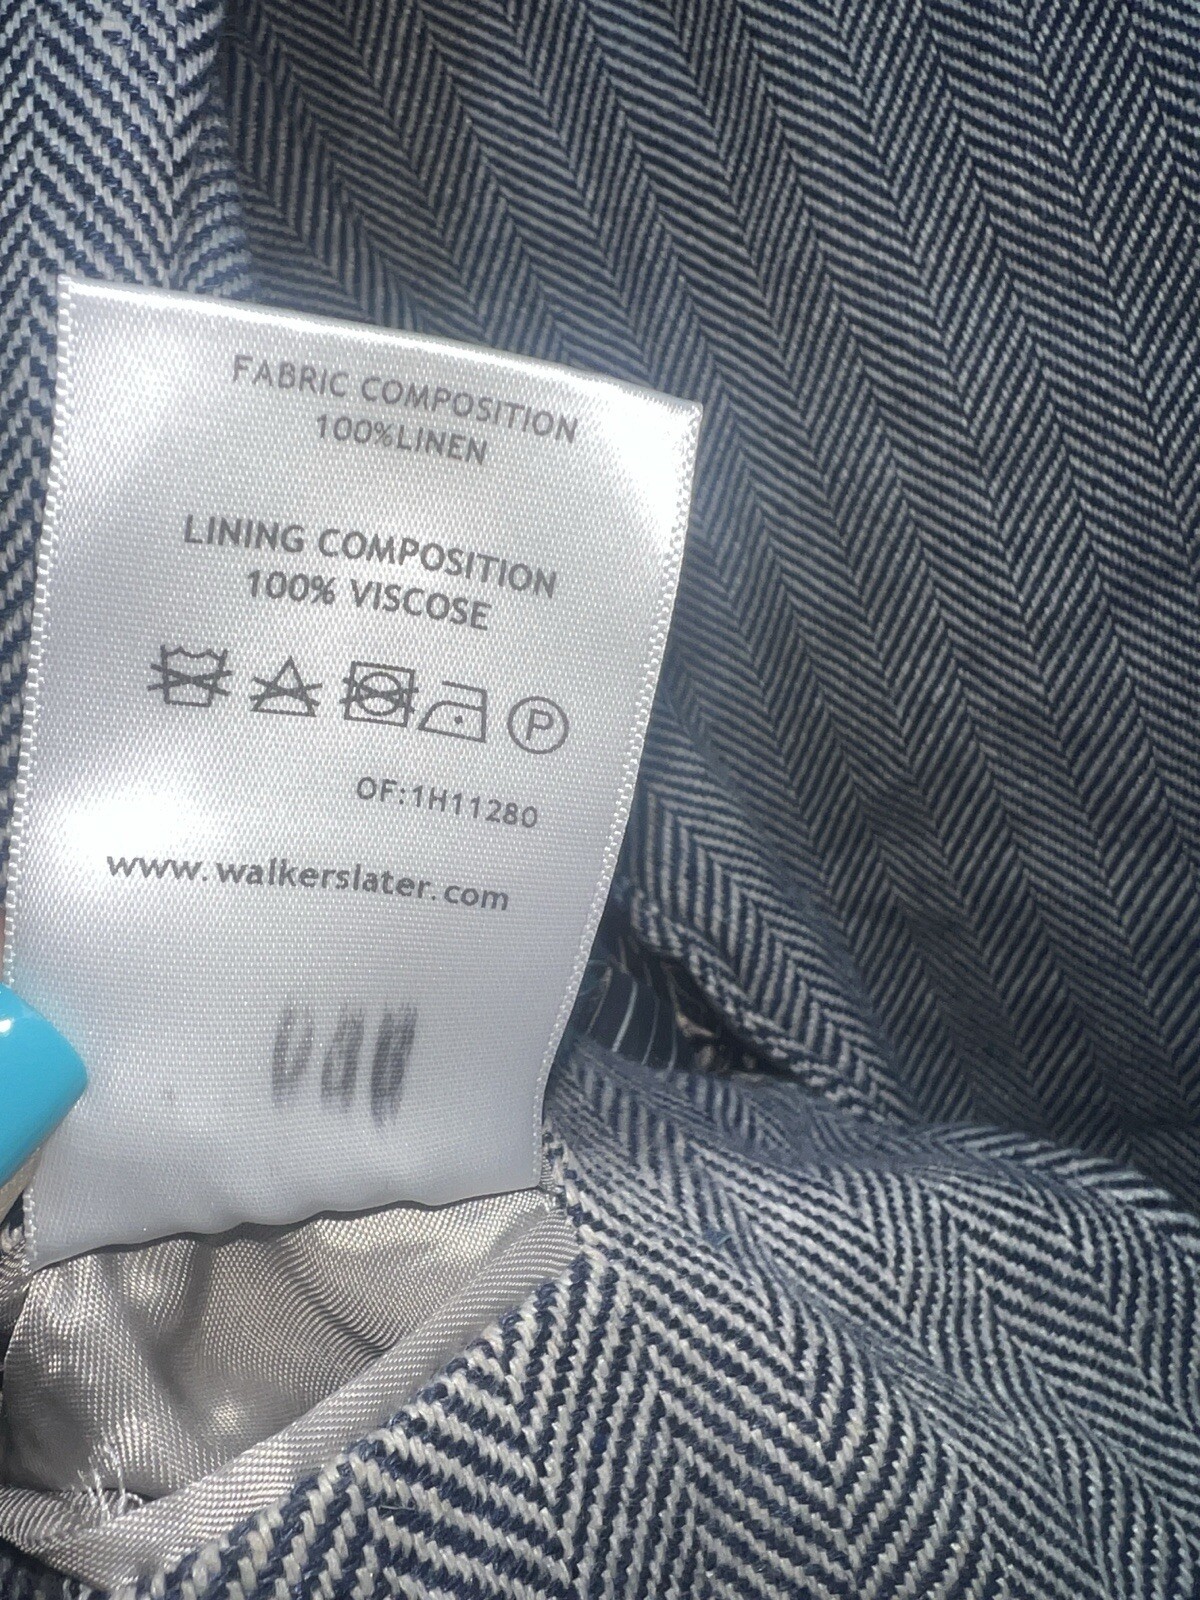 FABRIC COMPOSITION
100%LINEN
LINING COMPOSITION
100% VISCOSE
P
OF:1H11280
www.walkerslater.com